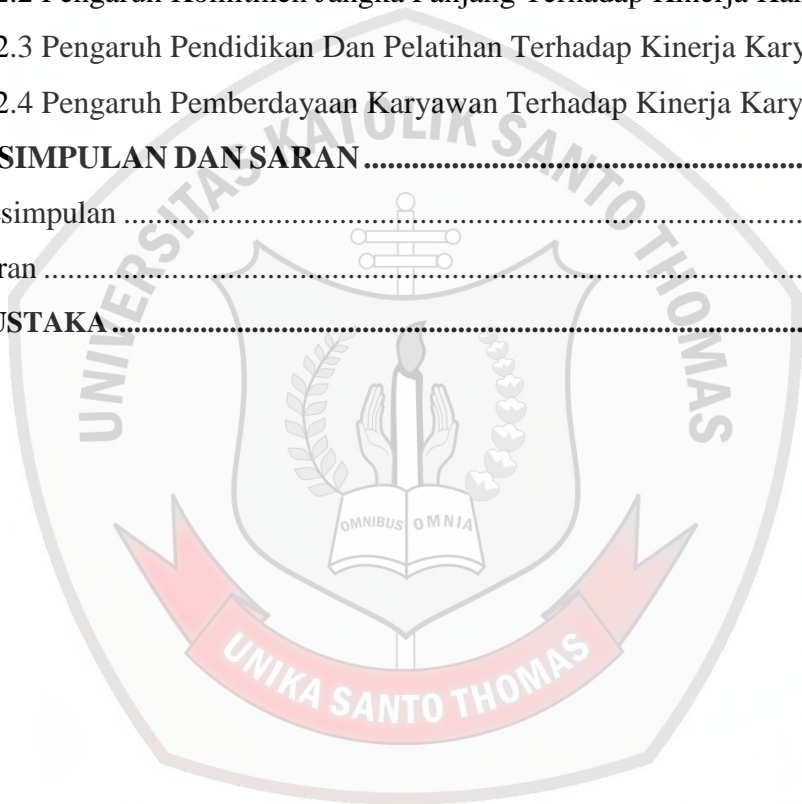 2.2 Pengaruh Komitmen Jangka Panjang Terhadap Kinerja Kar
2.3 Pengaruh Pendidikan Dan Pelatihan Terhadap Kinerja Kary
2.4 Pengaruh Pemberdayaan Karyawan Terhadap Kinerja Kary
SIMPULAN DAN SARAN ................................................
esimpulan ................................................................................
ran ................................................................................
USTAKA ................................................................................
UNIVERSITAS KATOLIK SANTO THOMAS
OMNIBUS OMNIA
UNIKA SANTO THOMAS